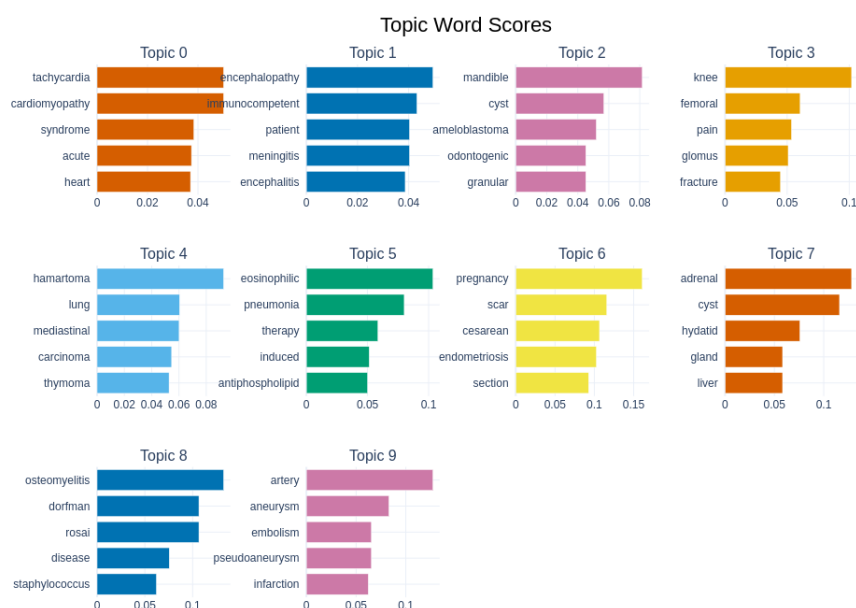 Topic Word Scores
Topic 0
tachycardia
cardiomyopathy
syndrome
acute
heart
0 0.02 0.04
Topic 1
encephalopathy
immunocompetent
patient
meningitis
encephalitis
0 0.02 0.04
Topic 2
mandible
cyst
ameloblastoma
odontogenic
granular
0 0.02 0.04 0.06 0.08
Topic 3
knee
femoral
pain
glomus
fracture
0 0.05 0.1
Topic 4
hamartoma
lung
mediastinal
carcinoma
thymoma
0 0.02 0.04 0.06 0.08
Topic 5
eosinophilic
pneumonia
therapy
induced
antiphospholipid
0 0.05 0.1
Topic 6
pregnancy
scar
cesarean
endometriosis
section
0 0.05 0.1 0.15
Topic 7
adrenal
cyst
hydatid
gland
liver
0 0.05 0.1
Topic 8
osteomyelitis
dorfman
rosai
disease
staphylococcus
0 0.05 0.1
Topic 9
artery
aneurysm
embolism
pseudoaneurysm
infarction
0 0.05 0.1